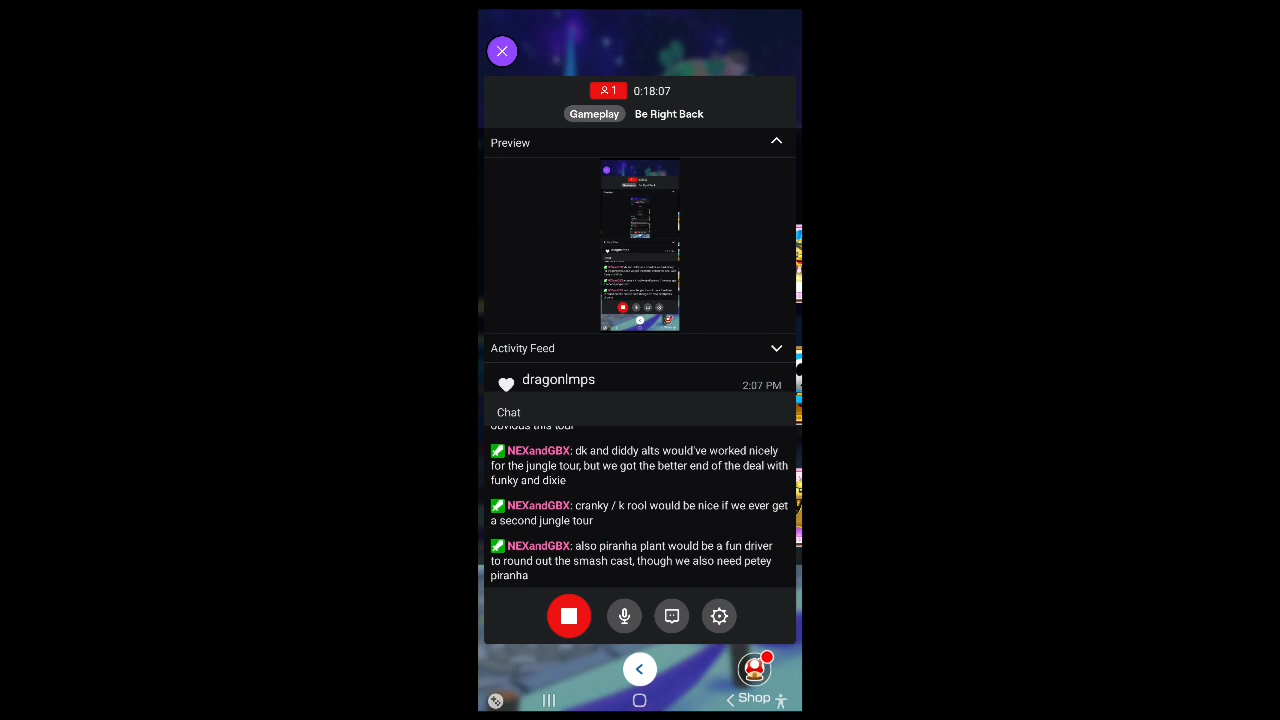 1 0:18:07
Gameplay Be Right Back
Preview
Activity Feed
dragonlmps
2:07 PM
Chat
obvious this tour
NEXandGBX: dk and diddy alts would've worked nicely
for the jungle tour, but we got the better end of the deal with
funky and dixie
NEXandGBX: cranky / k rool would be nice if we ever get
a second jungle tour
NEXandGBX: also piranha plant would be a fun driver
to round out the smash cast, though we also need petey
piranha
Shop